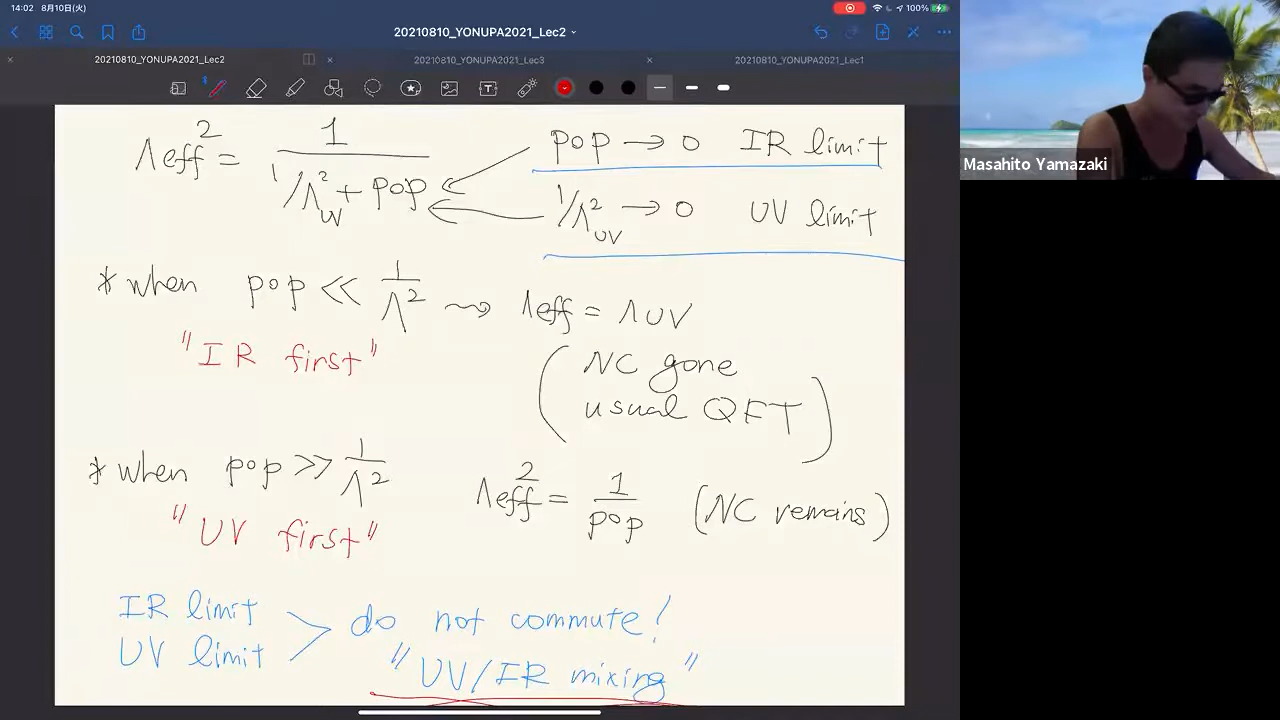 14:02 8月10日(火)
100%
20210810_YONUPA2021_Lec2
20210810_YONUPA2021_Lec2
20210810_YONUPA2021_Lec3
20210810_YONUPA2021_Lec1
Masahito Yamazaki
Λeff² = 1 / (1/Λ²UV + p∘p)
p∘p → 0 IR limit
1/Λ²UV → 0 UV limit
* when p∘p ≪ 1/Λ² ⇝ Λeff = ΛUV
"IR first"
(NC gone
usual QFT)
* when p∘p ≫ 1/Λ² Λeff² = 1/p∘p (NC remains)
"UV first"
IR limit
UV limit > do not commute!
"UV/IR mixing"